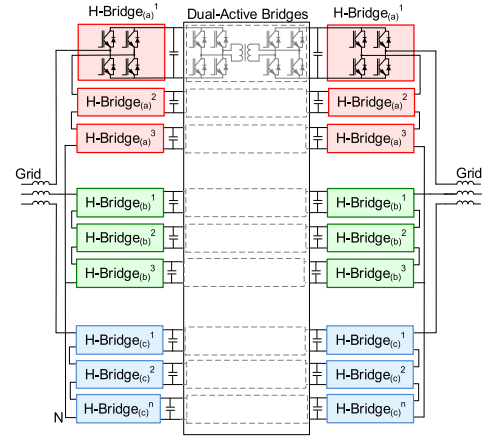 H-Bridge(a)1 Dual-Active Bridges H-Bridge(a)1
H-Bridge(a)2 H-Bridge(a)2
H-Bridge(a)3 H-Bridge(a)3
Grid Grid
H-Bridge(b)1 H-Bridge(b)1
H-Bridge(b)2 H-Bridge(b)2
H-Bridge(b)3 H-Bridge(b)3
H-Bridge(c)1 H-Bridge(c)1
H-Bridge(c)2 H-Bridge(c)2
N H-Bridge(c)n H-Bridge(c)n